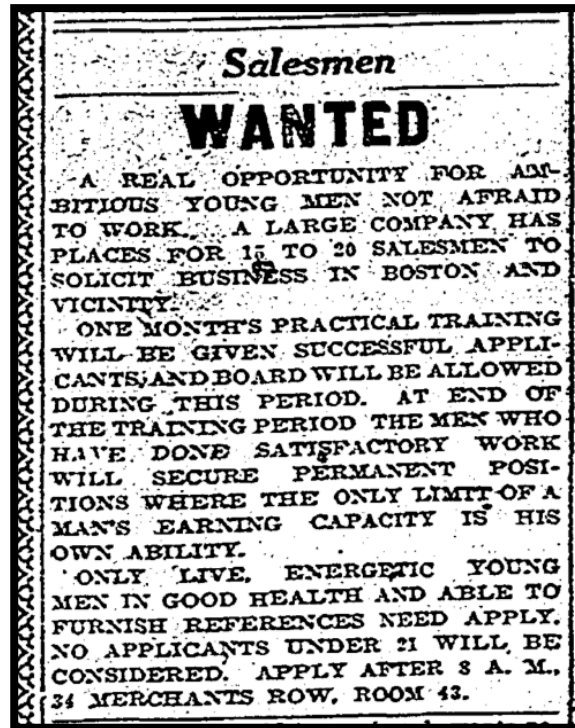 Salesmen
WANTED
A REAL OPPORTUNITY FOR AM-
BITIOUS YOUNG MEN NOT AFRAID
TO WORK. A LARGE COMPANY HAS
PLACES FOR 15 TO 20 SALESMEN TO
SOLICIT BUSINESS IN BOSTON AND
VICINITY.
ONE MONTH'S PRACTICAL TRAINING
WILL BE GIVEN SUCCESSFUL APPLI-
CANTS, AND BOARD WILL BE ALLOWED
DURING THIS PERIOD. AT END OF
THE TRAINING PERIOD THE MEN WHO
HAVE DONE SATISFACTORY WORK
WILL SECURE PERMANENT POSI-
TIONS WHERE THE ONLY LIMIT OF A
MAN'S EARNING CAPACITY IS HIS
OWN ABILITY.
ONLY LIVE, ENERGETIC YOUNG
MEN IN GOOD HEALTH AND ABLE TO
FURNISH REFERENCES NEED APPLY.
NO APPLICANTS UNDER 21 WILL BE
CONSIDERED. APPLY AFTER 8 A. M.,
34 MERCHANTS ROW, ROOM 43.